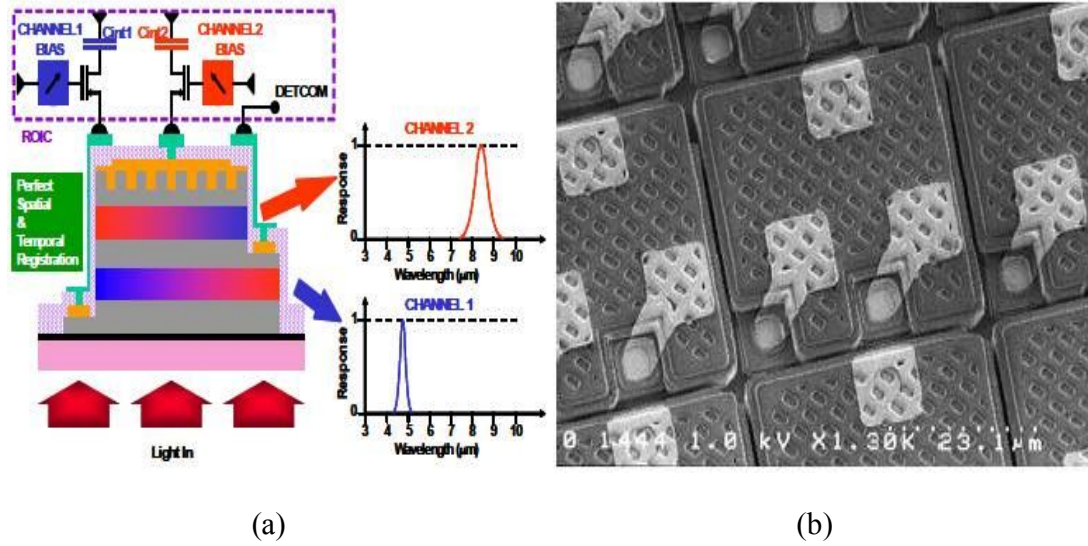 CHANNEL1
BIAS
Cint1
Cint2
CHANNEL2
BIAS
DETCOM
ROIC
Perfect
Spatial
&
Temporal
Registration
Light In
CHANNEL 2
1
0
Response
3 4 5 6 7 8 9 10
Wavelength (µm)
CHANNEL 1
1
0
Response
3 4 5 6 7 8 9 10
Wavelength (µm)
0 1444 1.0 kV X1.30K 23.1µm
(a)
(b)